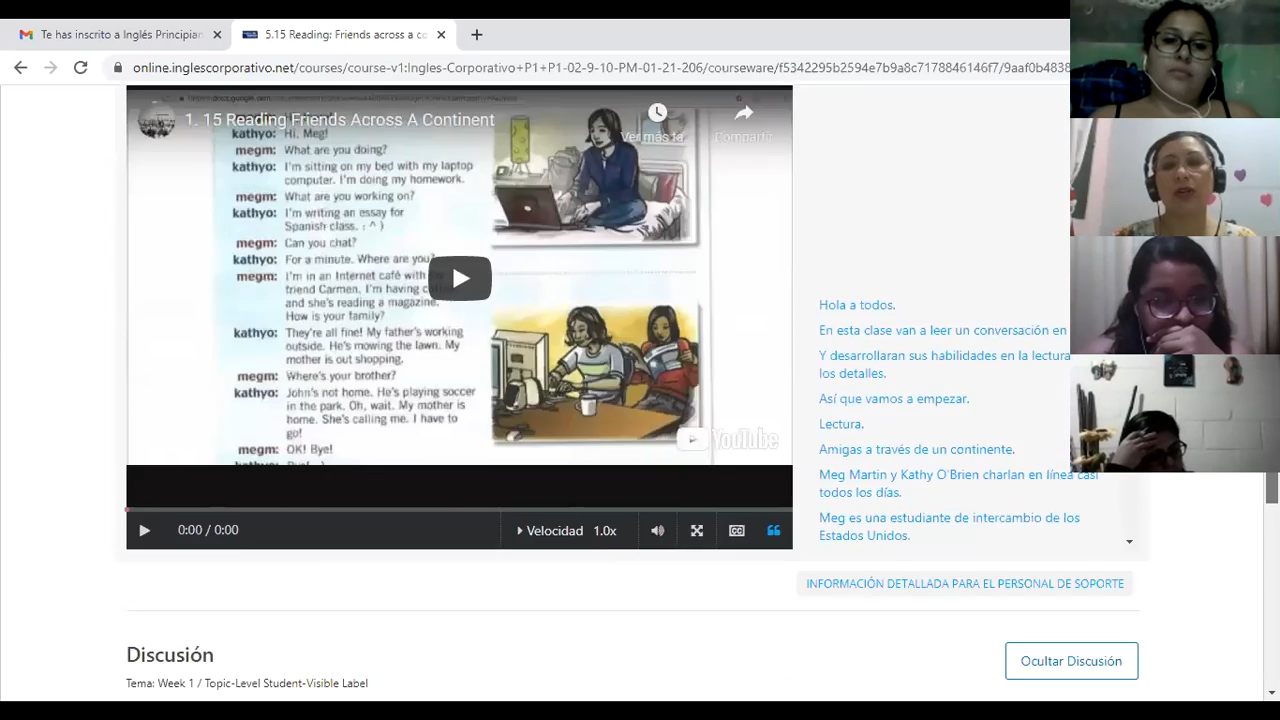 Te has inscrito a Inglés Principian
5.15 Reading: Friends across a co
online.inglescorporativo.net/courses/course-v1:Ingles-Corporativo+P1+P1-02-9-10-PM-01-21-206/courseware/f5342295b2594e7b9a8c7178846146f7/9aaf0b4838
1. 15 Reading Friends Across A Continent
Ver más ta
Compartir
kathyo: Hi, Meg!
megm: What are you doing?
kathyo: I'm sitting on my bed with my laptop
computer. I'm doing my homework.
megm: What are you working on?
kathyo: I'm writing an essay for
Spanish class. : ^ )
megm: Can you chat?
kathyo: For a minute. Where are you?
megm: I'm in an Internet café with
friend Carmen. I'm having
and she's reading a magazine.
How is your family?
kathyo: They're all fine! My father's working
outside. He's mowing the lawn. My
mother is out shopping.
megm: Where's your brother?
kathyo: John's not home. He's playing soccer
in the park. Oh, wait. My mother is
home. She's calling me. I have to
go!
megm: OK! Bye!
YouTube
0:00 / 0:00
Velocidad 1.0x
Hola a todos.
En esta clase van a leer un conversación en
Y desarrollaran sus habilidades en la lectura
los detalles.
Así que vamos a empezar.
Lectura.
Amigas a través de un continente.
Meg Martin y Kathy O'Brien charlan en línea casi
todos los días.
Meg es una estudiante de intercambio de los
Estados Unidos.
INFORMACIÓN DETALLADA PARA EL PERSONAL DE SOPORTE
Discusión
Ocultar Discusión
Tema: Week 1 / Topic-Level Student-Visible Label